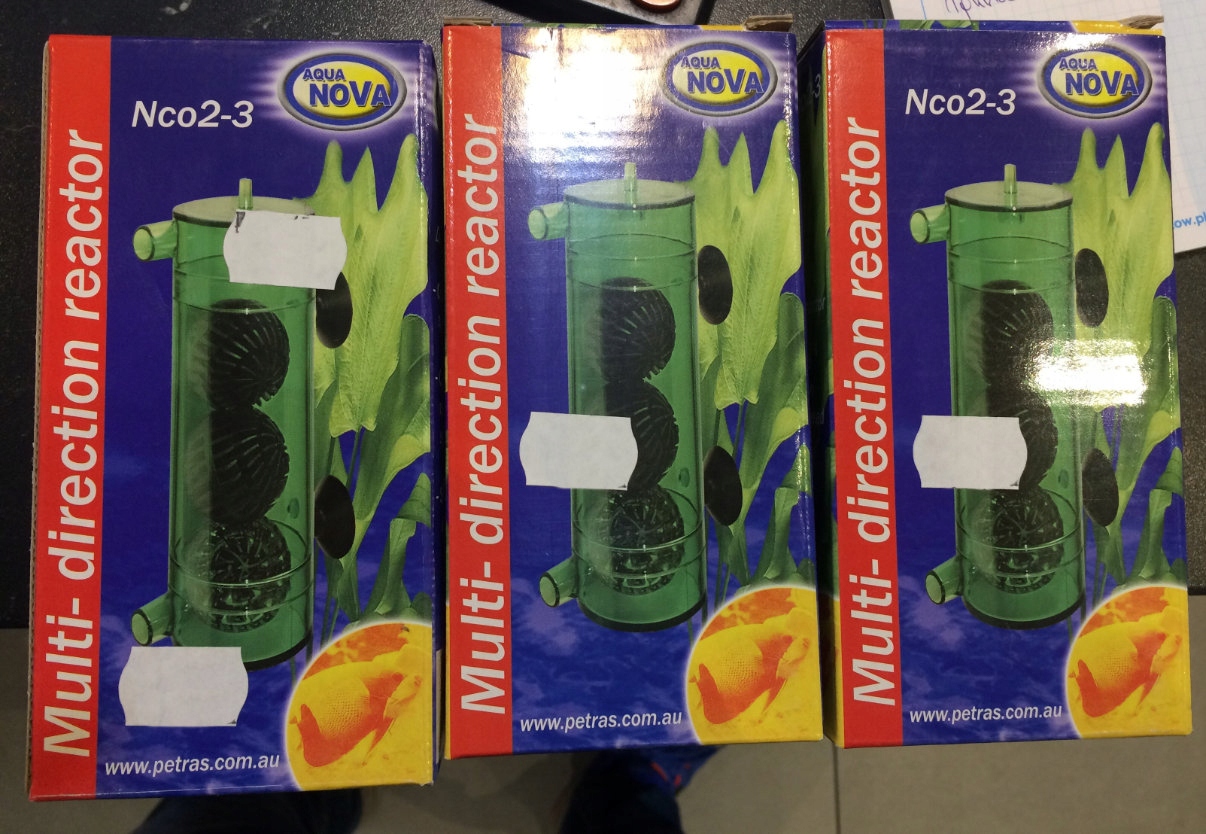 Nco2-3
AQUA
NOVA
Multi- direction reactor
www.petras.com.au
AQUA
NOVA
Multi- direction reactor
www.petras.com.au
Nco2-3
AQUA
NOVA
Multi- direction reactor
www.petras.com.au